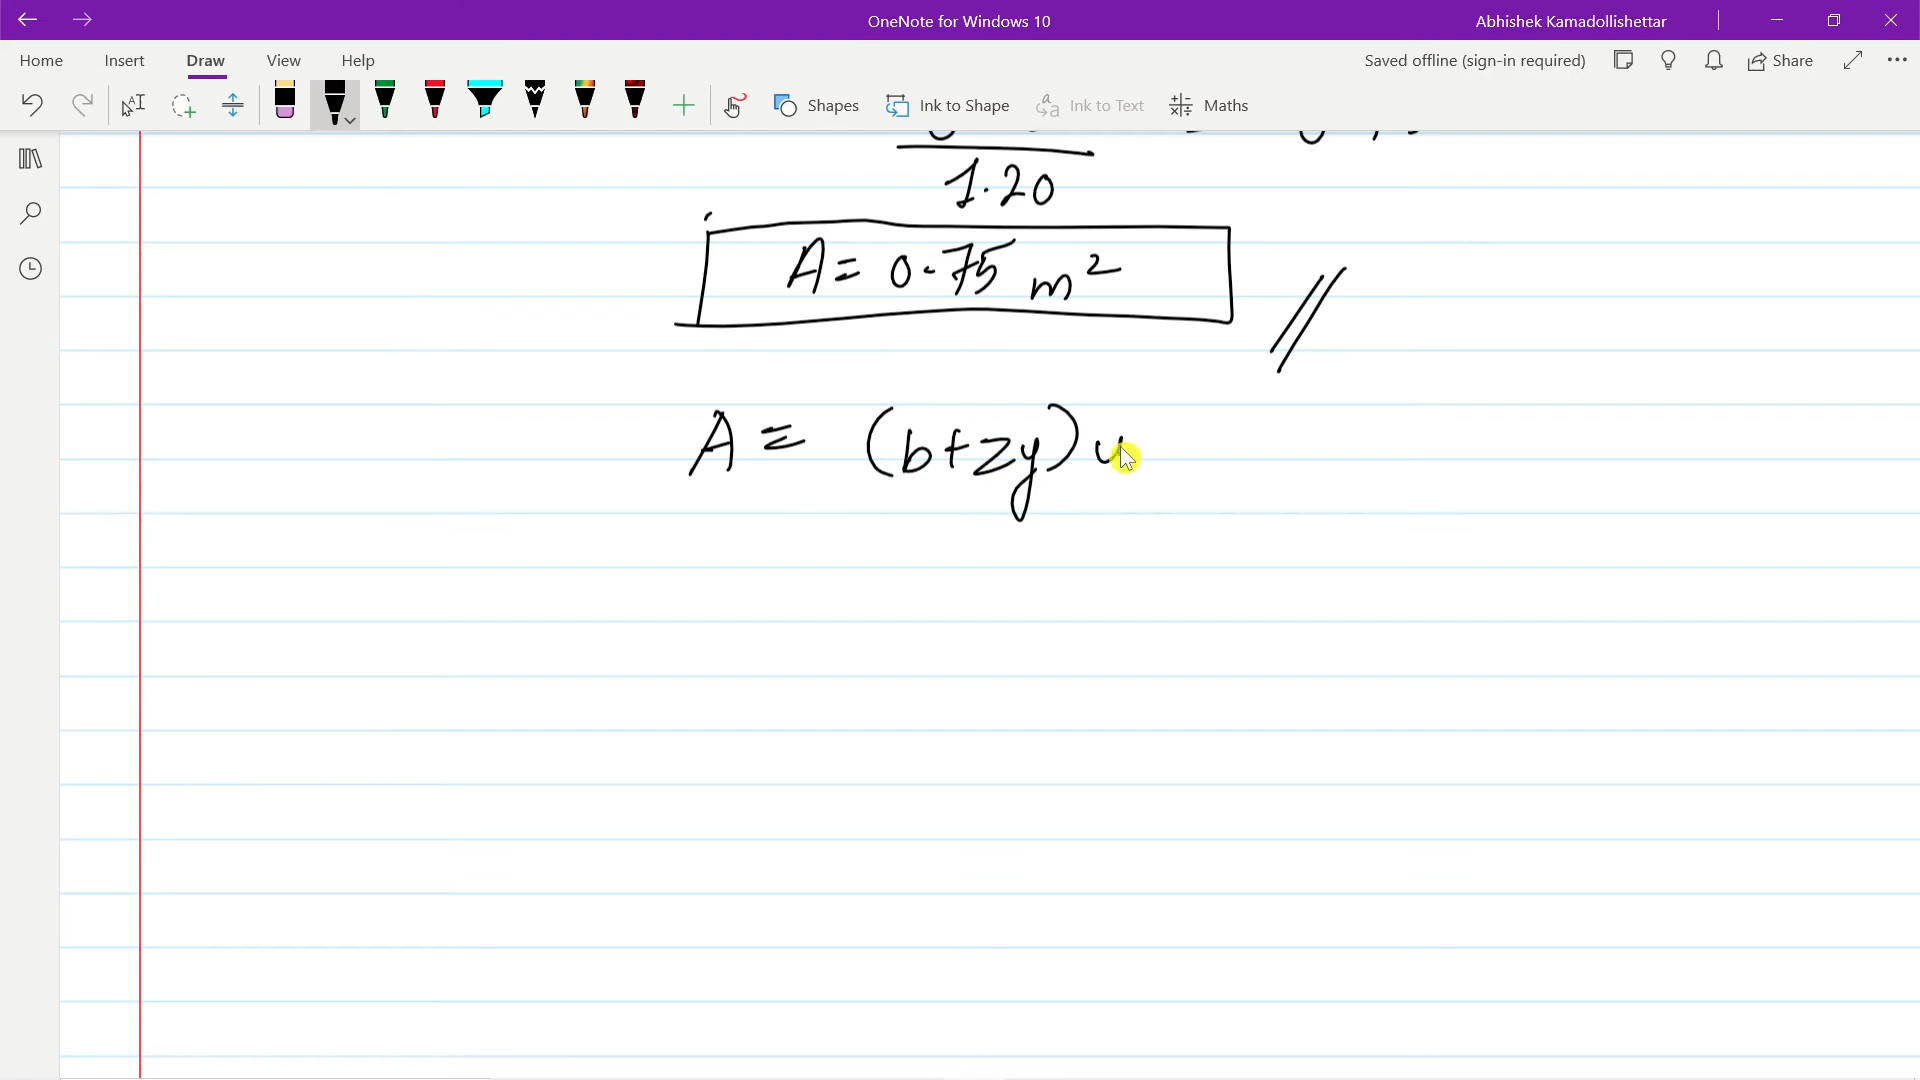 OneNote for Windows 10
Abhishek Kamadollishettar
Home Insert Draw View Help
Saved offline (sign-in required)
Share
Shapes Ink to Shape Ink to Text Maths
1.20
A = 0.75 m²
A = (b+zy)